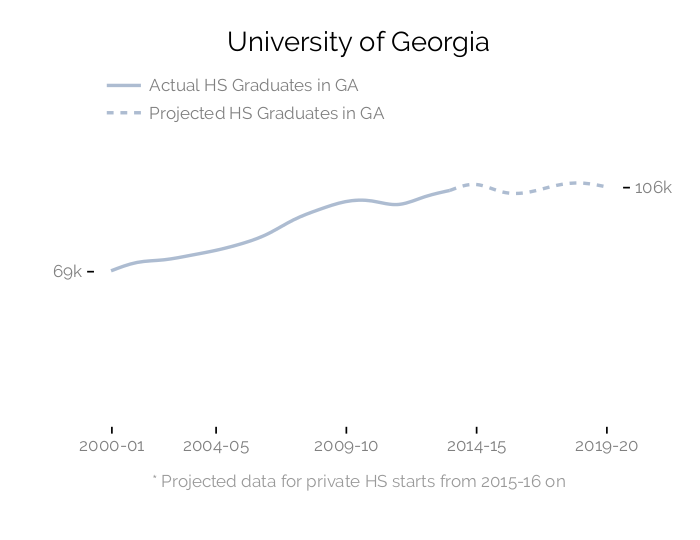 University of Georgia
Actual HS Graduates in GA
Projected HS Graduates in GA
106k
69k
2000-01 2004-05 2009-10 2014-15 2019-20
* Projected data for private HS starts from 2015-16 on